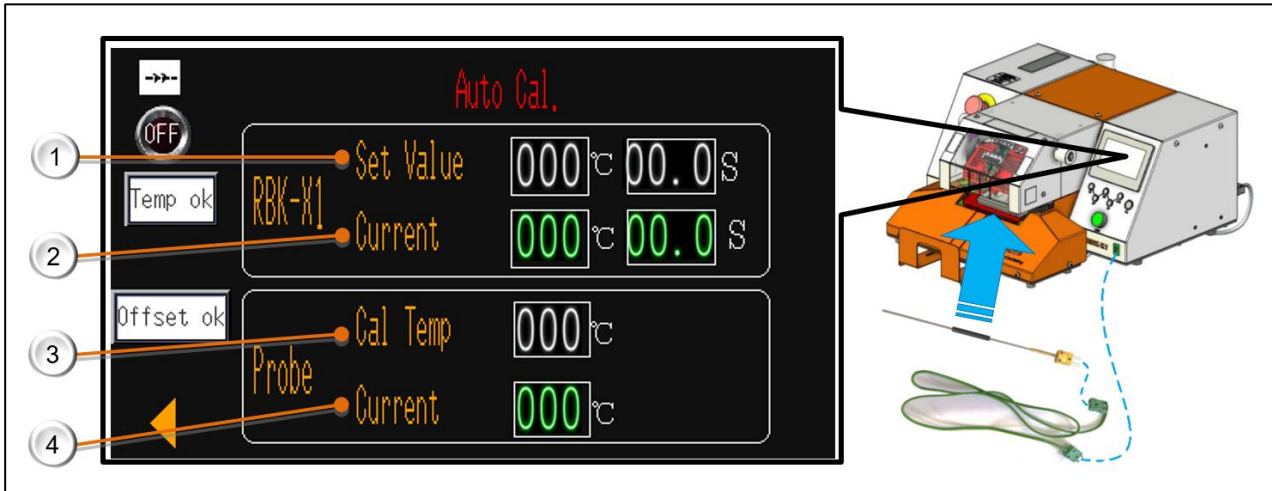 Auto Cal.
OFF
1
Set Value 000 ℃ 00.0 S
Temp ok
RBK-X1
2
Current 000 ℃ 00.0 S
Offset ok
3
Cal Temp 000 ℃
Probe
4
Current 000 ℃